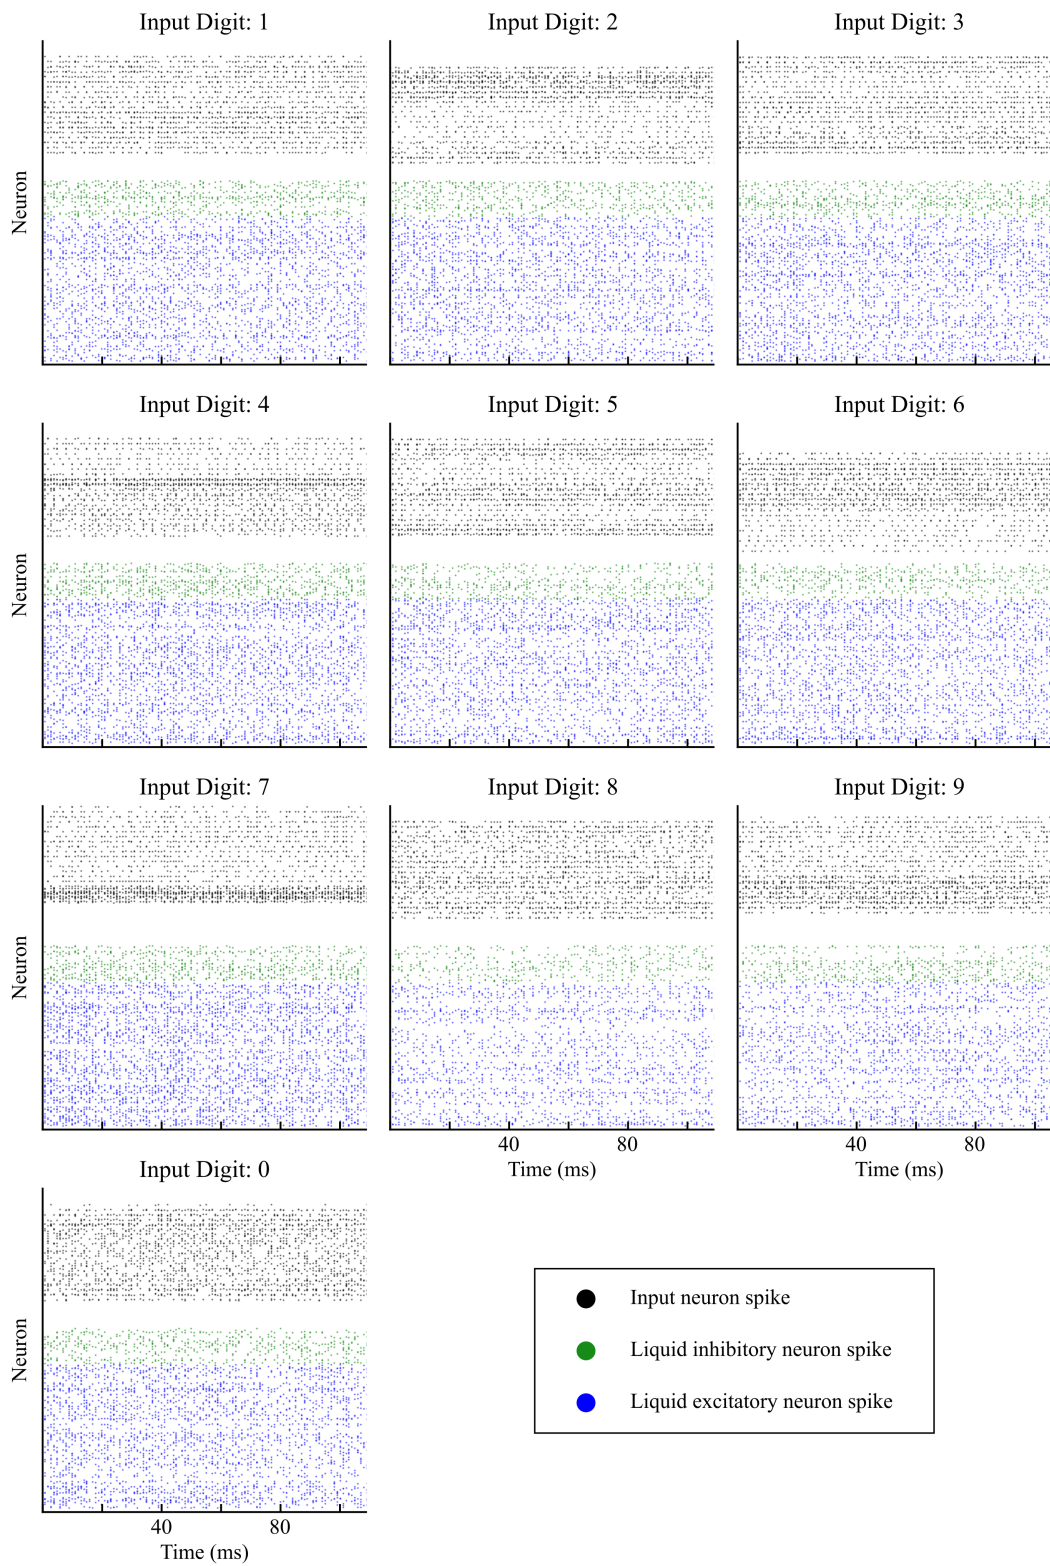 Input Digit: 1
Input Digit: 2
Input Digit: 3
Neuron
Input Digit: 4
Input Digit: 5
Input Digit: 6
Neuron
Input Digit: 7
Input Digit: 8
Input Digit: 9
Neuron
40 80
Time (ms)
40 80
Time (ms)
Input Digit: 0
Neuron
40 80
Time (ms)
Input neuron spike
Liquid inhibitory neuron spike
Liquid excitatory neuron spike